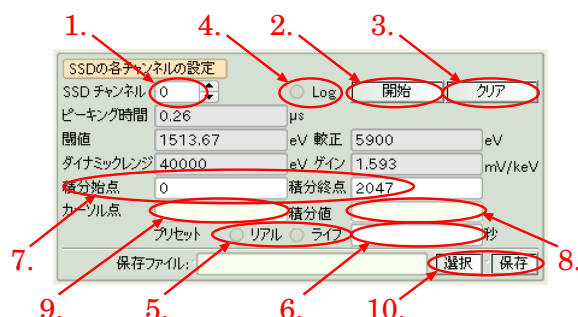 1. 4. 2. 3.
SSDの各チャンネルの設定
SSD チャンネル 0 Log 開始 クリア
ピーキング時間 0.26 μs
閾値 1513.67 eV 較正 5900 eV
ダイナミックレンジ 40000 eV ゲイン 1.593 mV/keV
積分始点 0 積分終点 2047
カーソル点 積分値
プリセット リアル ライブ 秒
7. 8.
保存ファイル: 選択 保存
9. 5. 6. 10.